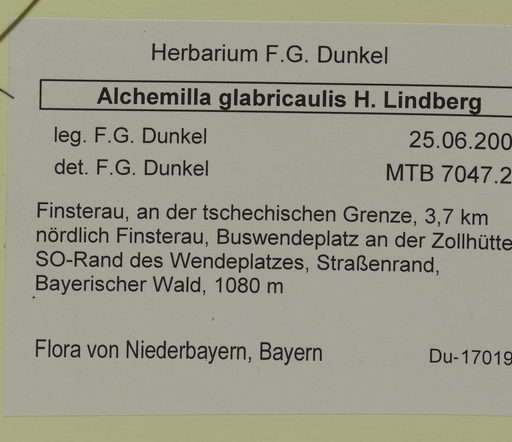 Herbarium F.G. Dunkel
Alchemilla glabricaulis H. Lindberg
leg. F.G. Dunkel 25.06.200
det. F.G. Dunkel MTB 7047.2
Finsterau, an der tschechischen Grenze, 3,7 km
nördlich Finsterau, Buswendeplatz an der Zollhütte
SO-Rand des Wendeplatzes, Straßenrand,
Bayerischer Wald, 1080 m
Flora von Niederbayern, Bayern Du-17019